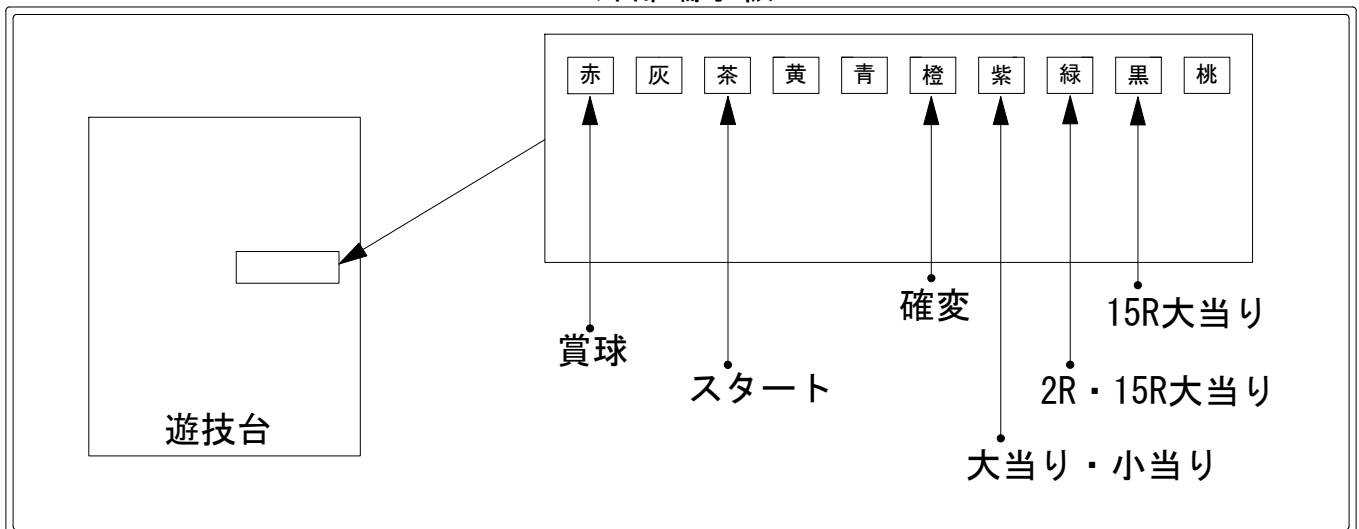 赤 灰 茶 黄 青 橙 紫 緑 黒 桃
確変
15R大当り
賞球
スタート
2R・15R大当り
遊技台
大当り・小当り